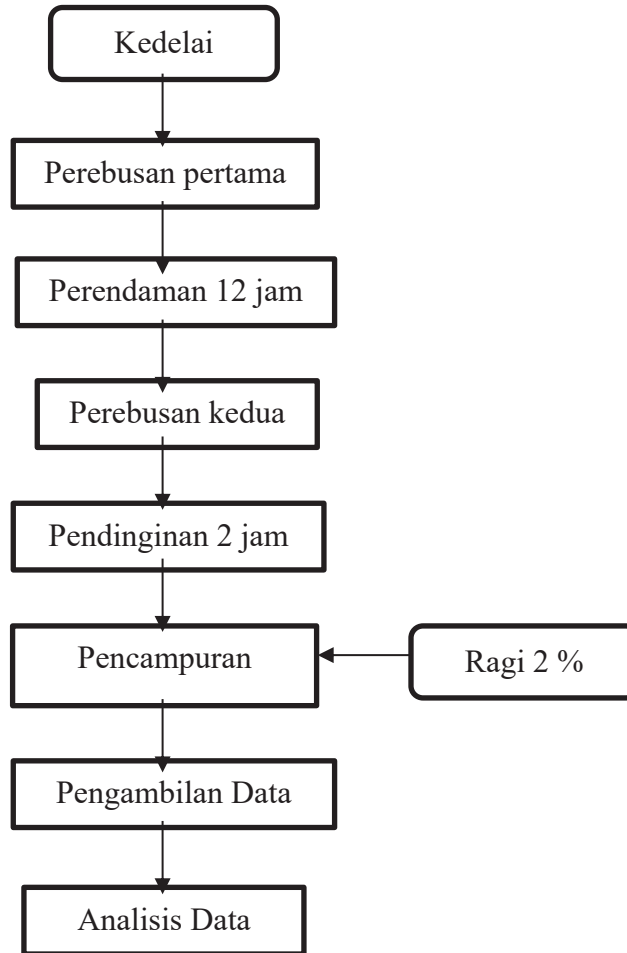 Kedelai
Perebusan pertama
Perendaman 12 jam
Perebusan kedua
Pendinginan 2 jam
Pencampuran
Ragi 2 %
Pengambilan Data
Analisis Data